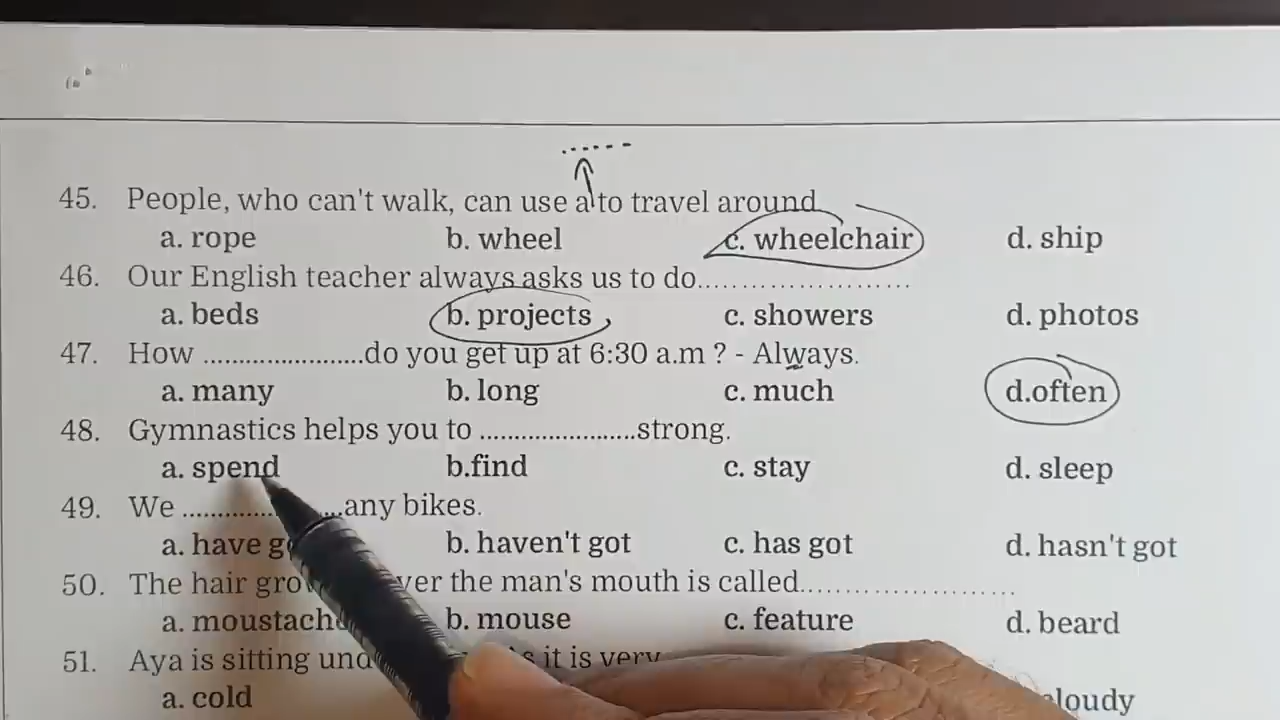 45. People, who can't walk, can use a to travel around
a. rope b. wheel c. wheelchair d. ship
46. Our English teacher always asks us to do......................
a. beds b. projects c. showers d. photos
47. How ......................do you get up at 6:30 a.m ? - Always.
a. many b. long c. much d.often
48. Gymnastics helps you to ......................strong.
a. spend b.find c. stay d. sleep
49. We ......................any bikes.
a. have b. haven't got c. has got d. hasn't got
50. The hair the man's mouth is called......................
a. b. mouse c. feature d. beard
51. Aya is sitting it is very
a. cold